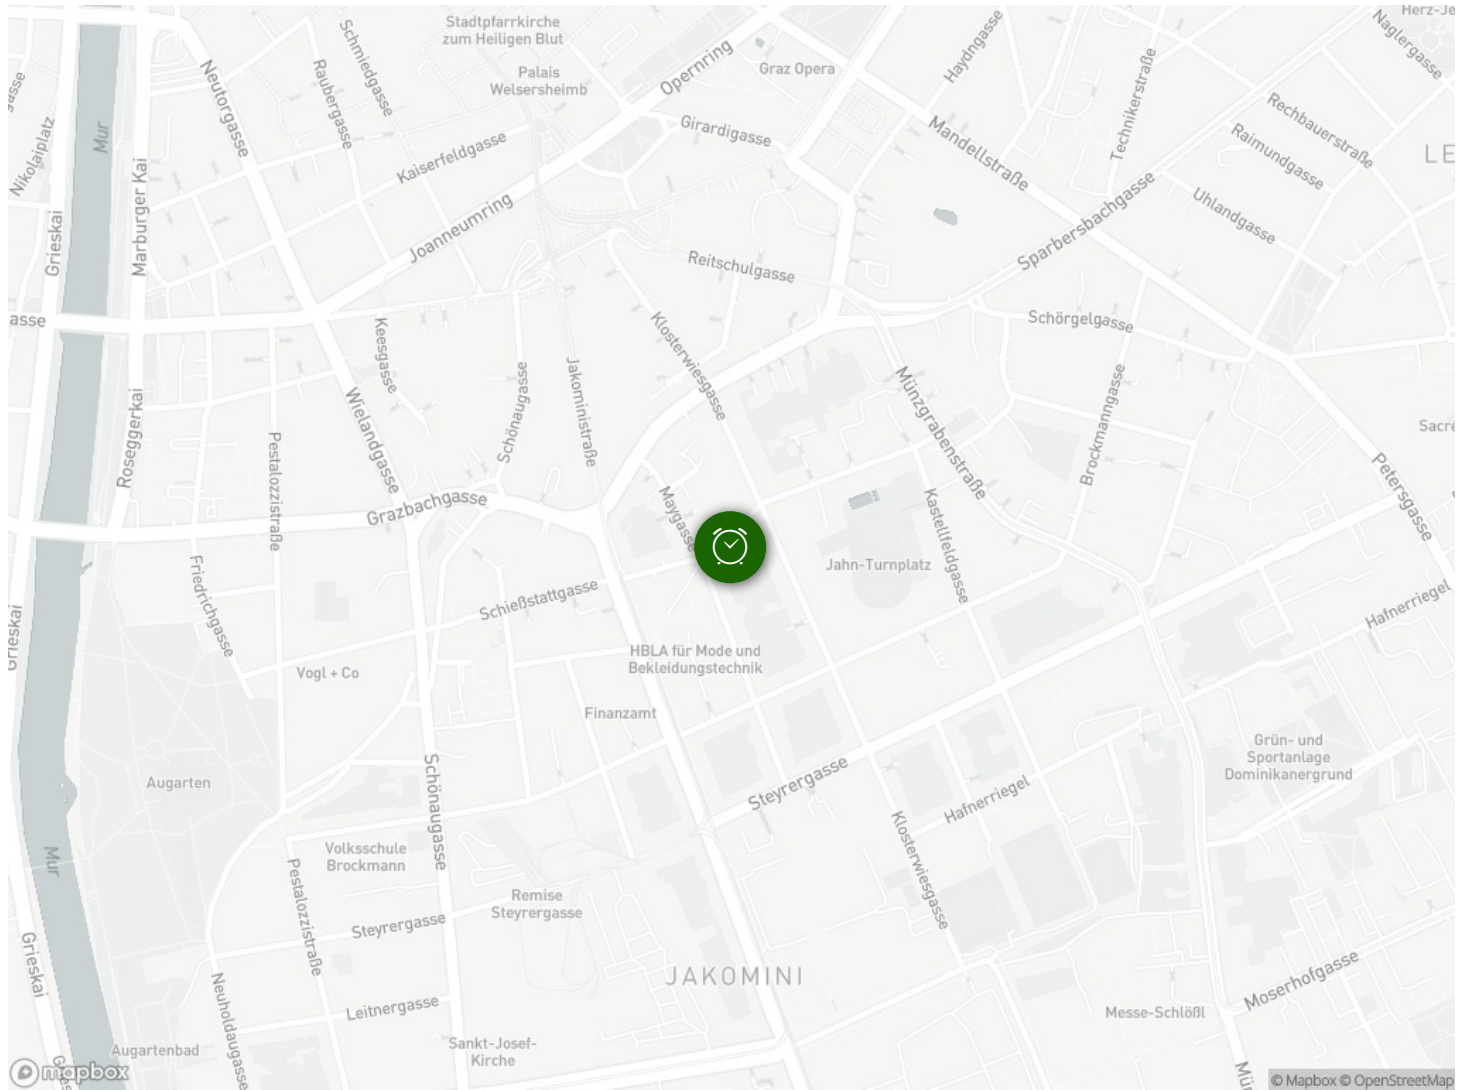 Stadtpfarrkirche
zum Heiligen Blut
Palais
Welsersheimb
Opernring
Graz Opera
Haydngasse
Technikerstraße
Naglergasse
Rechbauerstraße
Raimundgasse
Herz-Je
LE
Schmiedgasse
Raubergasse
Neutorgasse
gasse
Nikolaiplatz
Mur
Marburger Kai
Grieskai
Kaiserfeldgasse
Joanneumring
Girardigasse
Mandellstraße
Uhlandgasse
Sparbersbachgasse
Reitschulgasse
Schörgelgasse
asse
Keesgasse
Klosterwiesgasse
Schönaugasse
Jakoministraße
Wielandgasse
Roseggerkai
Pestalozzistraße
Münzgrabenstraße
Brockmanngasse
Sacré
Petersgasse
Grazbachgasse
Maygasse
Kastellfeldgasse
Jahn-Turnplatz
Friedrichgasse
Schießstattgasse
Grieskai
Hafnerriegel
HBLA für Mode und
Bekleidungstechnik
Vogl + Co
Finanzamt
Grün- und
Sportanlage
Dominikanergrund
Augarten
Schönaugasse
Steyrergasse
Hafnerriegel
Klosterwiesgasse
Mur
Volksschule
Brockmann
Remise
Steyrergasse
Steyrergasse
Pestalozzistraße
Grieskai
JAKOMINI
Moserhofgasse
Neuholdaugasse
Leitnergasse
Messe-Schlößl
Augartenbad
Sankt-Josef-
Kirche
Gries
Mün
mapbox
© Mapbox © OpenStreetMap